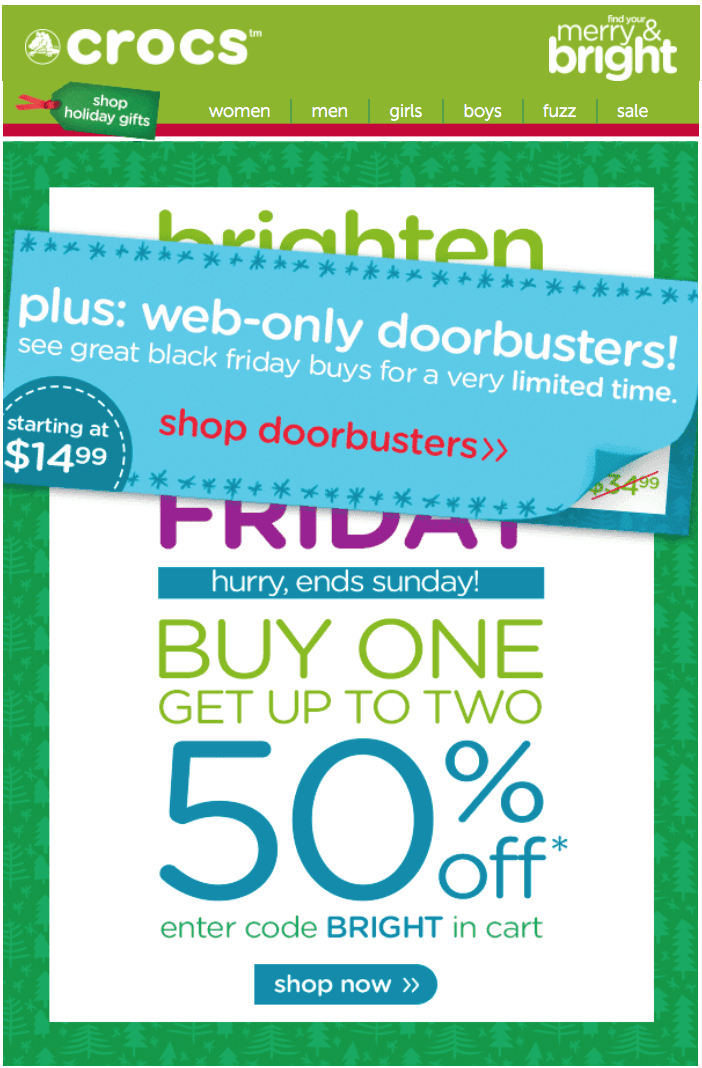 crocs™
find your
merry &
bright
shop
holiday gifts
women men girls boys fuzz sale
brighten
plus: web-only doorbusters!
see great black friday buys for a very limited time.
starting at
$14.99
shop doorbusters»
$34.99
FRIDAY
hurry, ends sunday!
BUY ONE
GET UP TO TWO
50%
off*
enter code BRIGHT in cart
shop now »